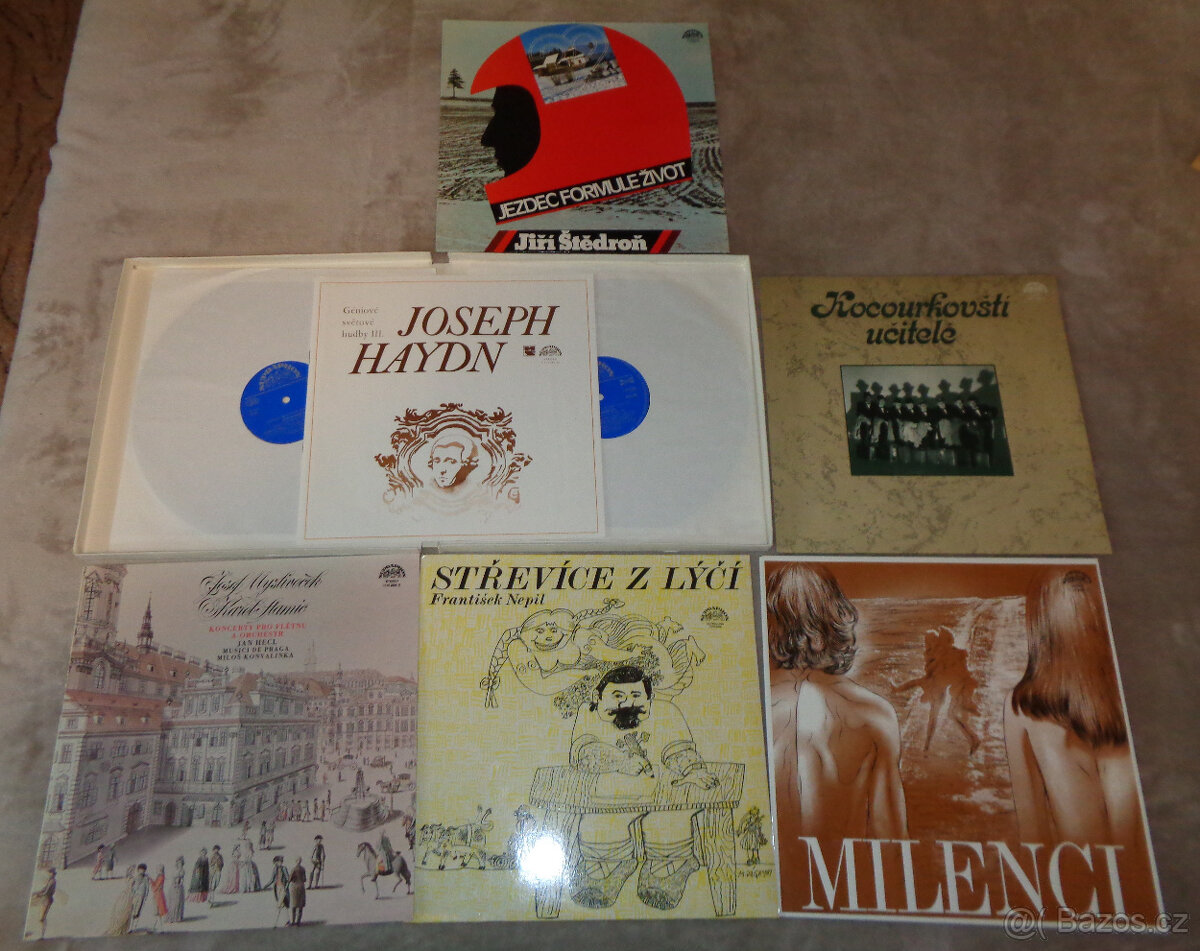 JEZDEC FORMULE ŽIVOT
Jiří Štědroň
Géniové
světové
hudby III.
JOSEPH
HAYDN
SUPRAPHON
Kocourkovští
učitelé
Josef Mysliveček
Karel Stamic
KONCERTY PRO FLÉTNU
A ORCHESTR
JAN HECL
MUSICI DE PRAGA
MILOŠ KONVALINKA
STŘEVÍCE Z LÝČÍ
František Nepil
MILENCI
@( Bazos.cz